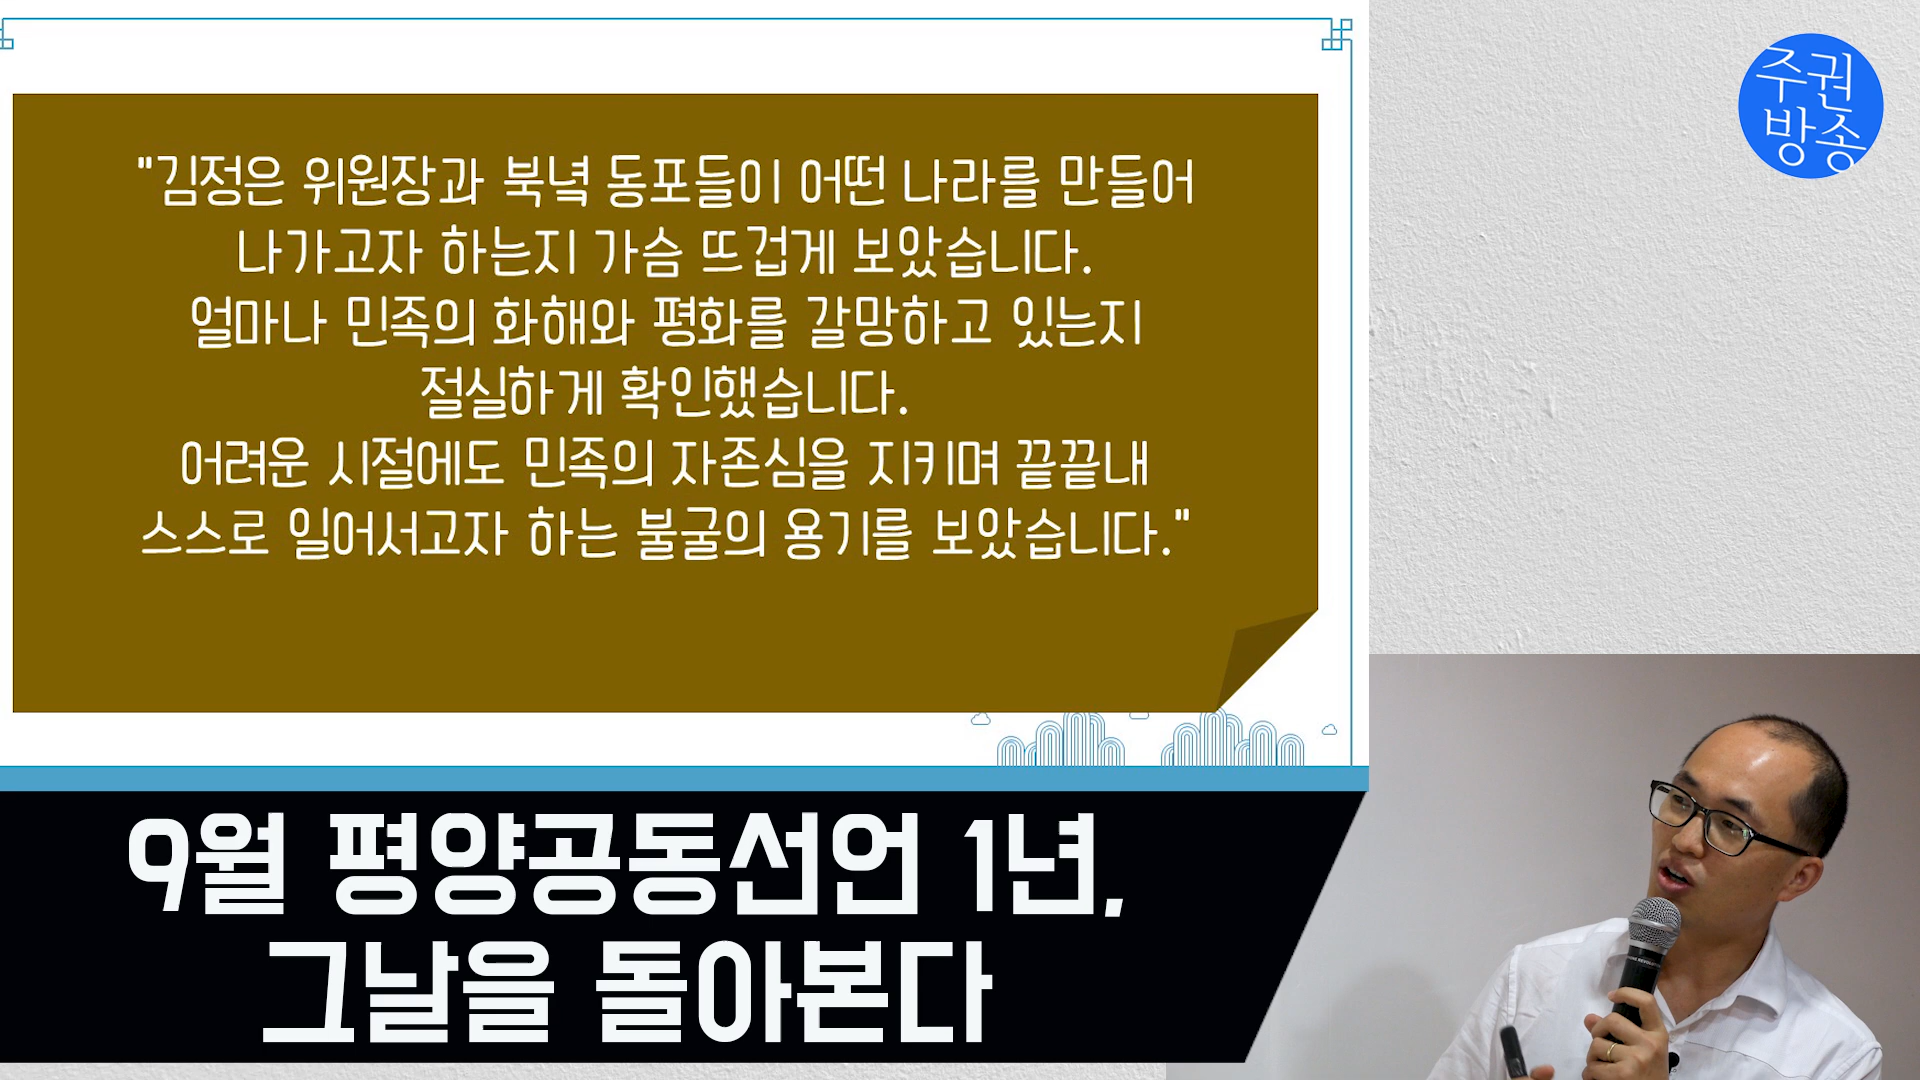 "김정은 위원장과 북녘 동포들이 어떤 나라를 만들어
나가고자 하는지 가슴 뜨겁게 보았습니다.
얼마나 민족의 화해와 평화를 갈망하고 있는지
절실하게 확인했습니다.
어려운 시절에도 민족의 자존심을 지키며 끝끝내
스스로 일어서고자 하는 불굴의 용기를 보았습니다."
주권
방송
9월 평양공동선언 1년,
그날을 돌아본다